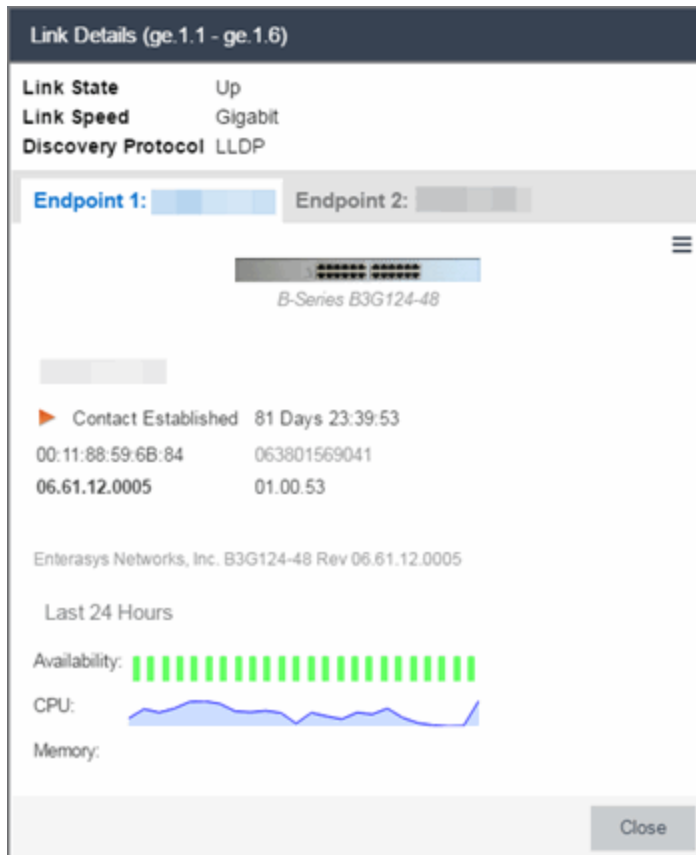 Link Details (ge.1.1 - ge.1.6)
Link State Up
Link Speed Gigabit
Discovery Protocol LLDP
Endpoint 1: Endpoint 2:
B-Series B3G124-48
Contact Established 81 Days 23:39:53
00:11:88:59:6B:84 063801569041
06.61.12.0005 01.00.53
Enterasys Networks, Inc. B3G124-48 Rev 06.61.12.0005
Last 24 Hours
Availability:
CPU:
Memory:
Close